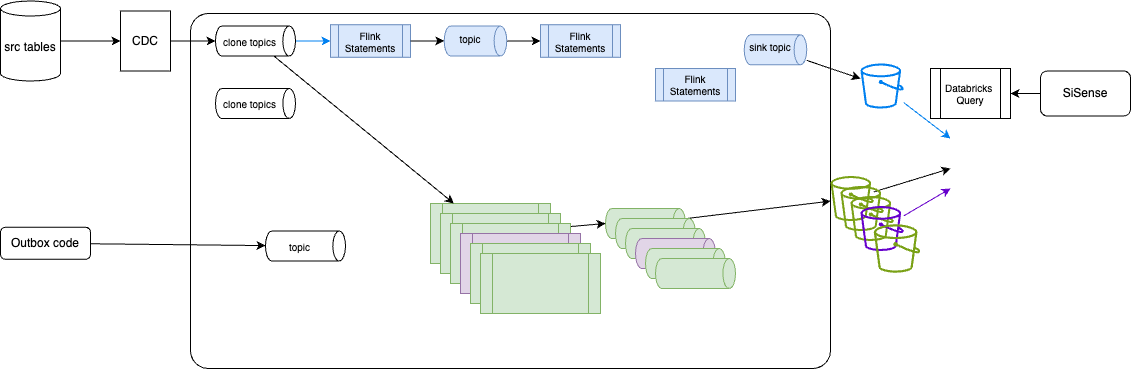 src tables
CDC
clone topics
Flink
Statements
topic
Flink
Statements
sink topic
Flink
Statements
Databricks
Query
SiSense
clone topics
Outbox code
topic